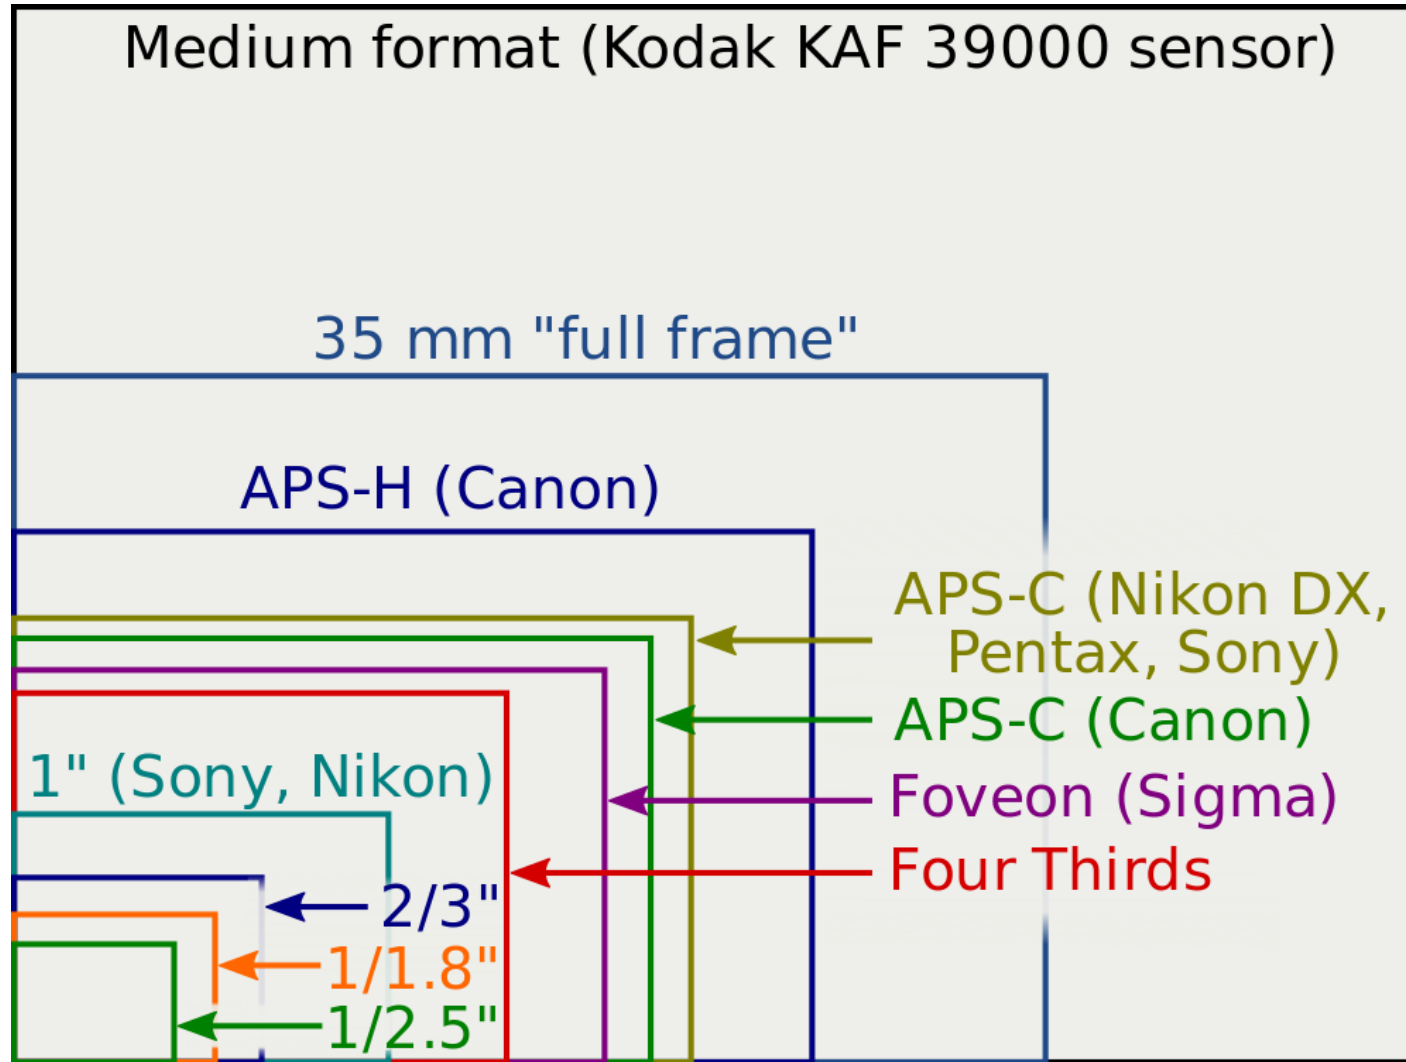 Medium format (Kodak KAF 39000 sensor)
35 mm "full frame"
APS-H (Canon)
APS-C (Nikon DX,
Pentax, Sony)
APS-C (Canon)
Foveon (Sigma)
Four Thirds
1" (Sony, Nikon)
2/3"
1/1.8"
1/2.5"